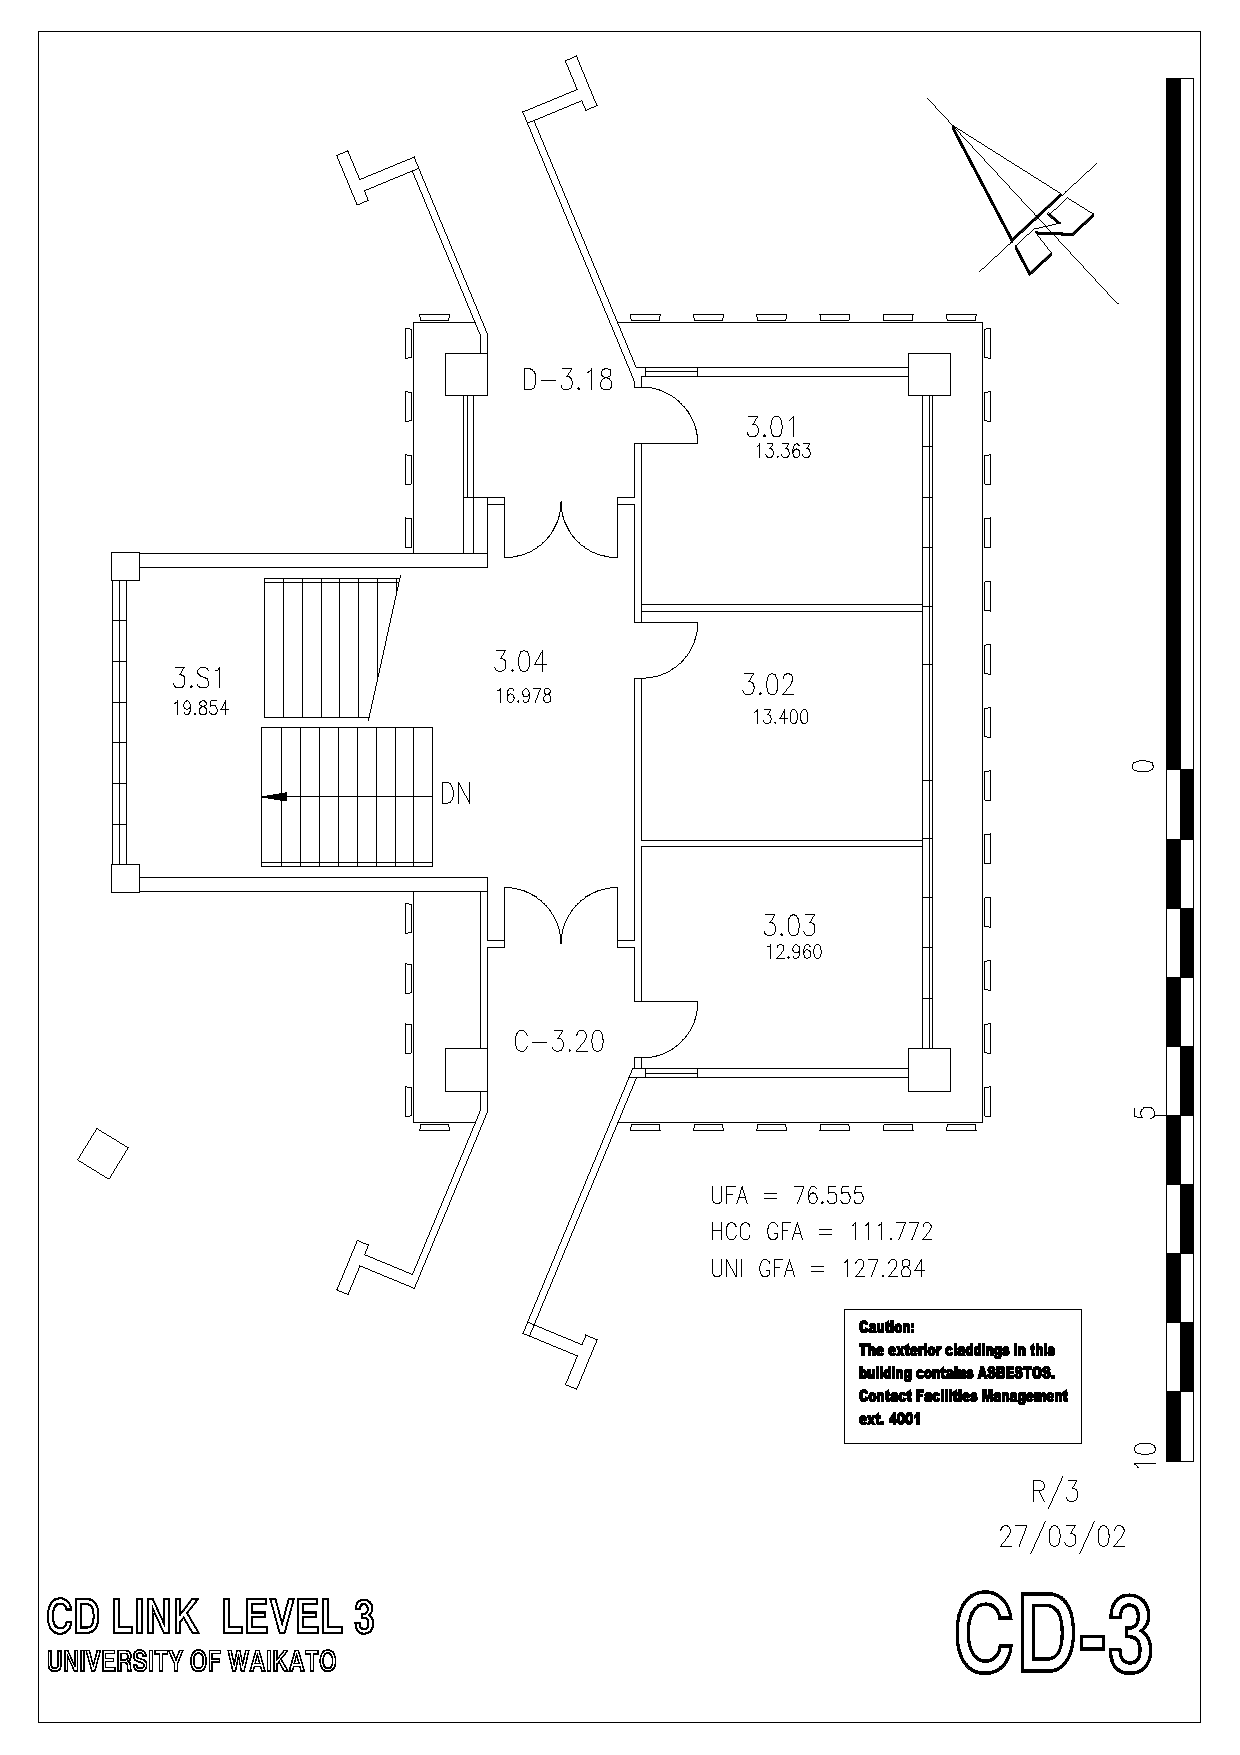 D-3.18
3.01
13.363
3.04
16.978
3.S1
19.854
3.02
13.400
DN
3.03
12.960
C-3.20
0
5
10
UFA = 76.555
HCC GFA = 111.772
UNI GFA = 127.284
Caution:
The exterior claddings in this
building contains ASBESTOS.
Contact Facilities Management
ext. 4001
R/3
27/03/02
CD LINK LEVEL 3
UNIVERSITY OF WAIKATO
CD-3